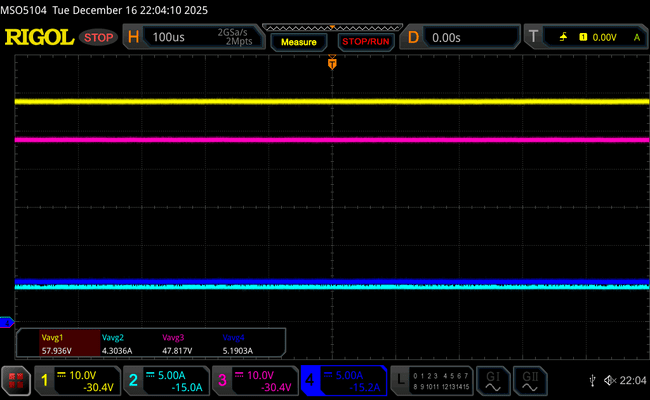 MSO5104 Tue December 16 22:04:10 2025
RIGOL STOP H 100us 2GSa/s 2Mpts Measure STOP/RUN D 0.00s T 1 0.00V A
T
Vavg1 Vavg2 Vavg3 Vavg4
57.936V 4.3036A 47.817V 5.1903A
1 10.0V -30.4V 2 5.00A -15.0A 3 10.0V -30.4V 4 5.00A -15.2A L 0 1 2 3 4 5 6 7 8 9 10 11 12 13 14 15 GI GII 22:04